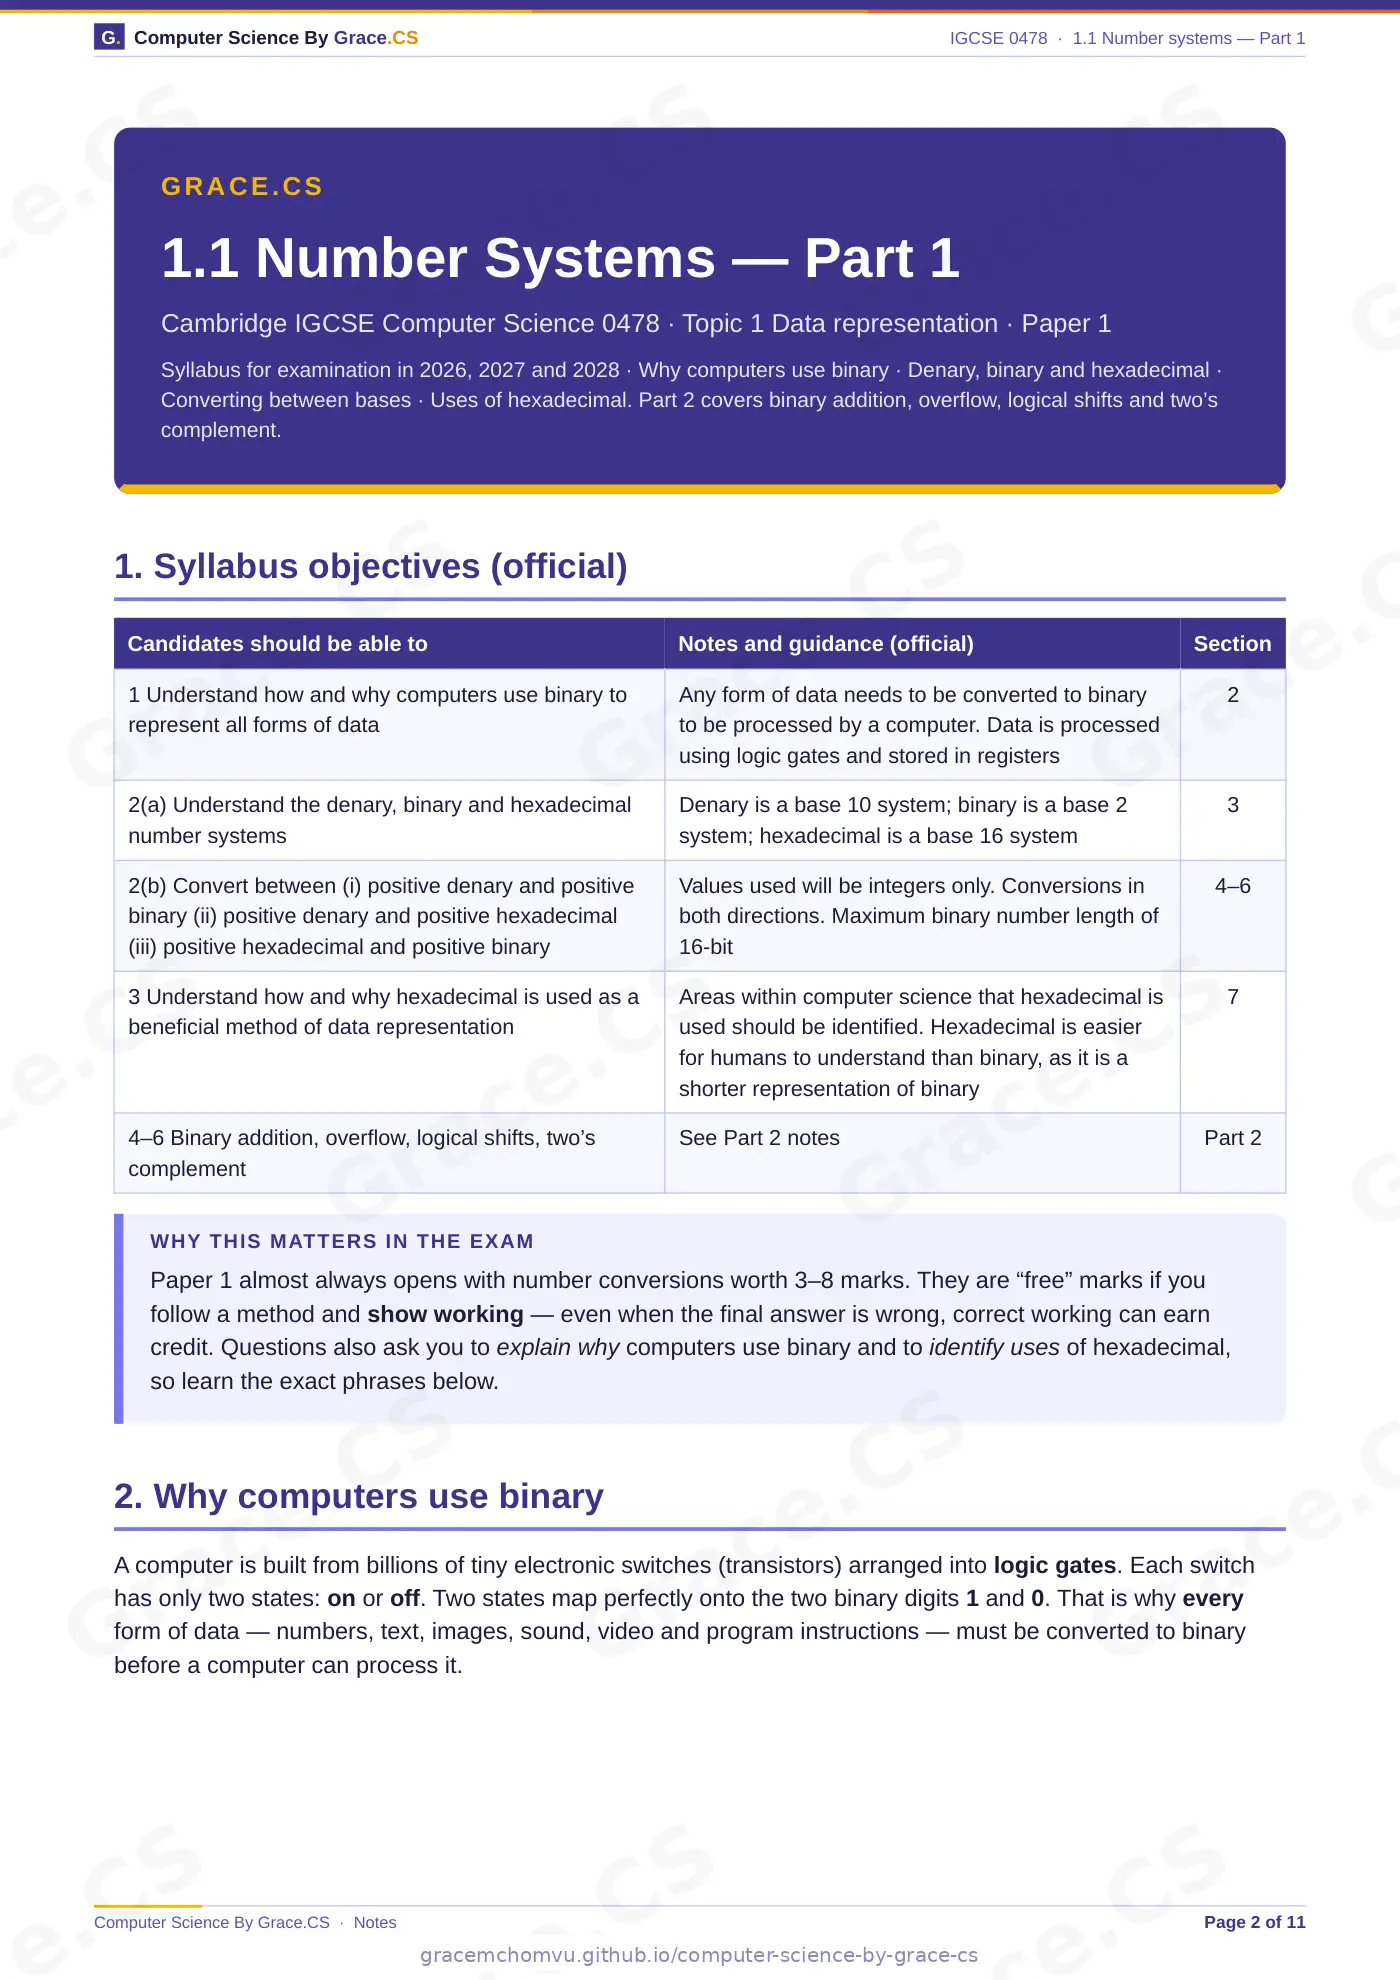 G. Computer Science By Grace.CS
IGCSE 0478 · 1.1 Number systems — Part 1
GRACE.CS
1.1 Number Systems — Part 1
Cambridge IGCSE Computer Science 0478 · Topic 1 Data representation · Paper 1
Syllabus for examination in 2026, 2027 and 2028 · Why computers use binary · Denary, binary and hexadecimal ·
Converting between bases · Uses of hexadecimal. Part 2 covers binary addition, overflow, logical shifts and two’s
complement.
1. Syllabus objectives (official)
Candidates should be able to
Notes and guidance (official)
Section
1 Understand how and why computers use binary to
represent all forms of data
Any form of data needs to be converted to binary
to be processed by a computer. Data is processed
using logic gates and stored in registers
2
2(a) Understand the denary, binary and hexadecimal
number systems
Denary is a base 10 system; binary is a base 2
system; hexadecimal is a base 16 system
3
2(b) Convert between (i) positive denary and positive
binary (ii) positive denary and positive hexadecimal
(iii) positive hexadecimal and positive binary
Values used will be integers only. Conversions in
both directions. Maximum binary number length of
16-bit
4–6
3 Understand how and why hexadecimal is used as a
beneficial method of data representation
Areas within computer science that hexadecimal is
used should be identified. Hexadecimal is easier
for humans to understand than binary, as it is a
shorter representation of binary
7
4–6 Binary addition, overflow, logical shifts, two’s
complement
See Part 2 notes
Part 2
WHY THIS MATTERS IN THE EXAM
Paper 1 almost always opens with number conversions worth 3–8 marks. They are “free” marks if you
follow a method and show working — even when the final answer is wrong, correct working can earn
credit. Questions also ask you to explain why computers use binary and to identify uses of hexadecimal,
so learn the exact phrases below.
2. Why computers use binary
A computer is built from billions of tiny electronic switches (transistors) arranged into logic gates. Each switch
has only two states: on or off. Two states map perfectly onto the two binary digits 1 and 0. That is why every
form of data — numbers, text, images, sound, video and program instructions — must be converted to binary
before a computer can process it.
Computer Science By Grace.CS · Notes
Page 2 of 11
gracemchomvu.github.io/computer-science-by-grace-cs